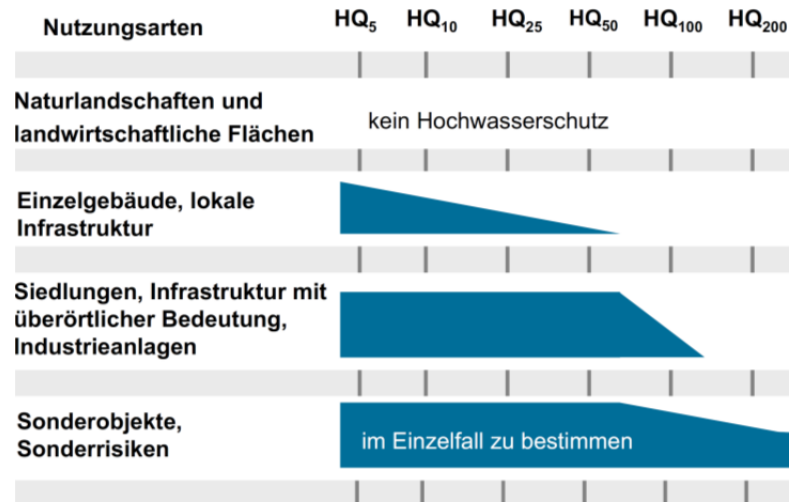 Nutzungsarten HQ₅ HQ₁₀ HQ₂₅ HQ₅₀ HQ₁₀₀ HQ₂₀₀
Naturlandschaften und
landwirtschaftliche Flächen
kein Hochwasserschutz
Einzelgebäude, lokale
Infrastruktur
Siedlungen, Infrastruktur mit
überörtlicher Bedeutung,
Industrieanlagen
Sonderobjekte,
Sonderrisiken
im Einzelfall zu bestimmen